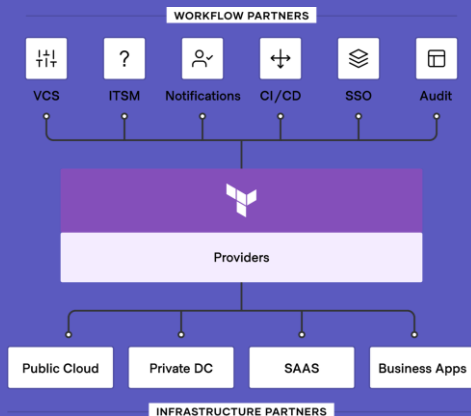 WORKFLOW PARTNERS
VCS ITSM Notifications CI/CD SSO Audit
Providers
Public Cloud Private DC SAAS Business Apps
INFRASTRUCTURE PARTNERS